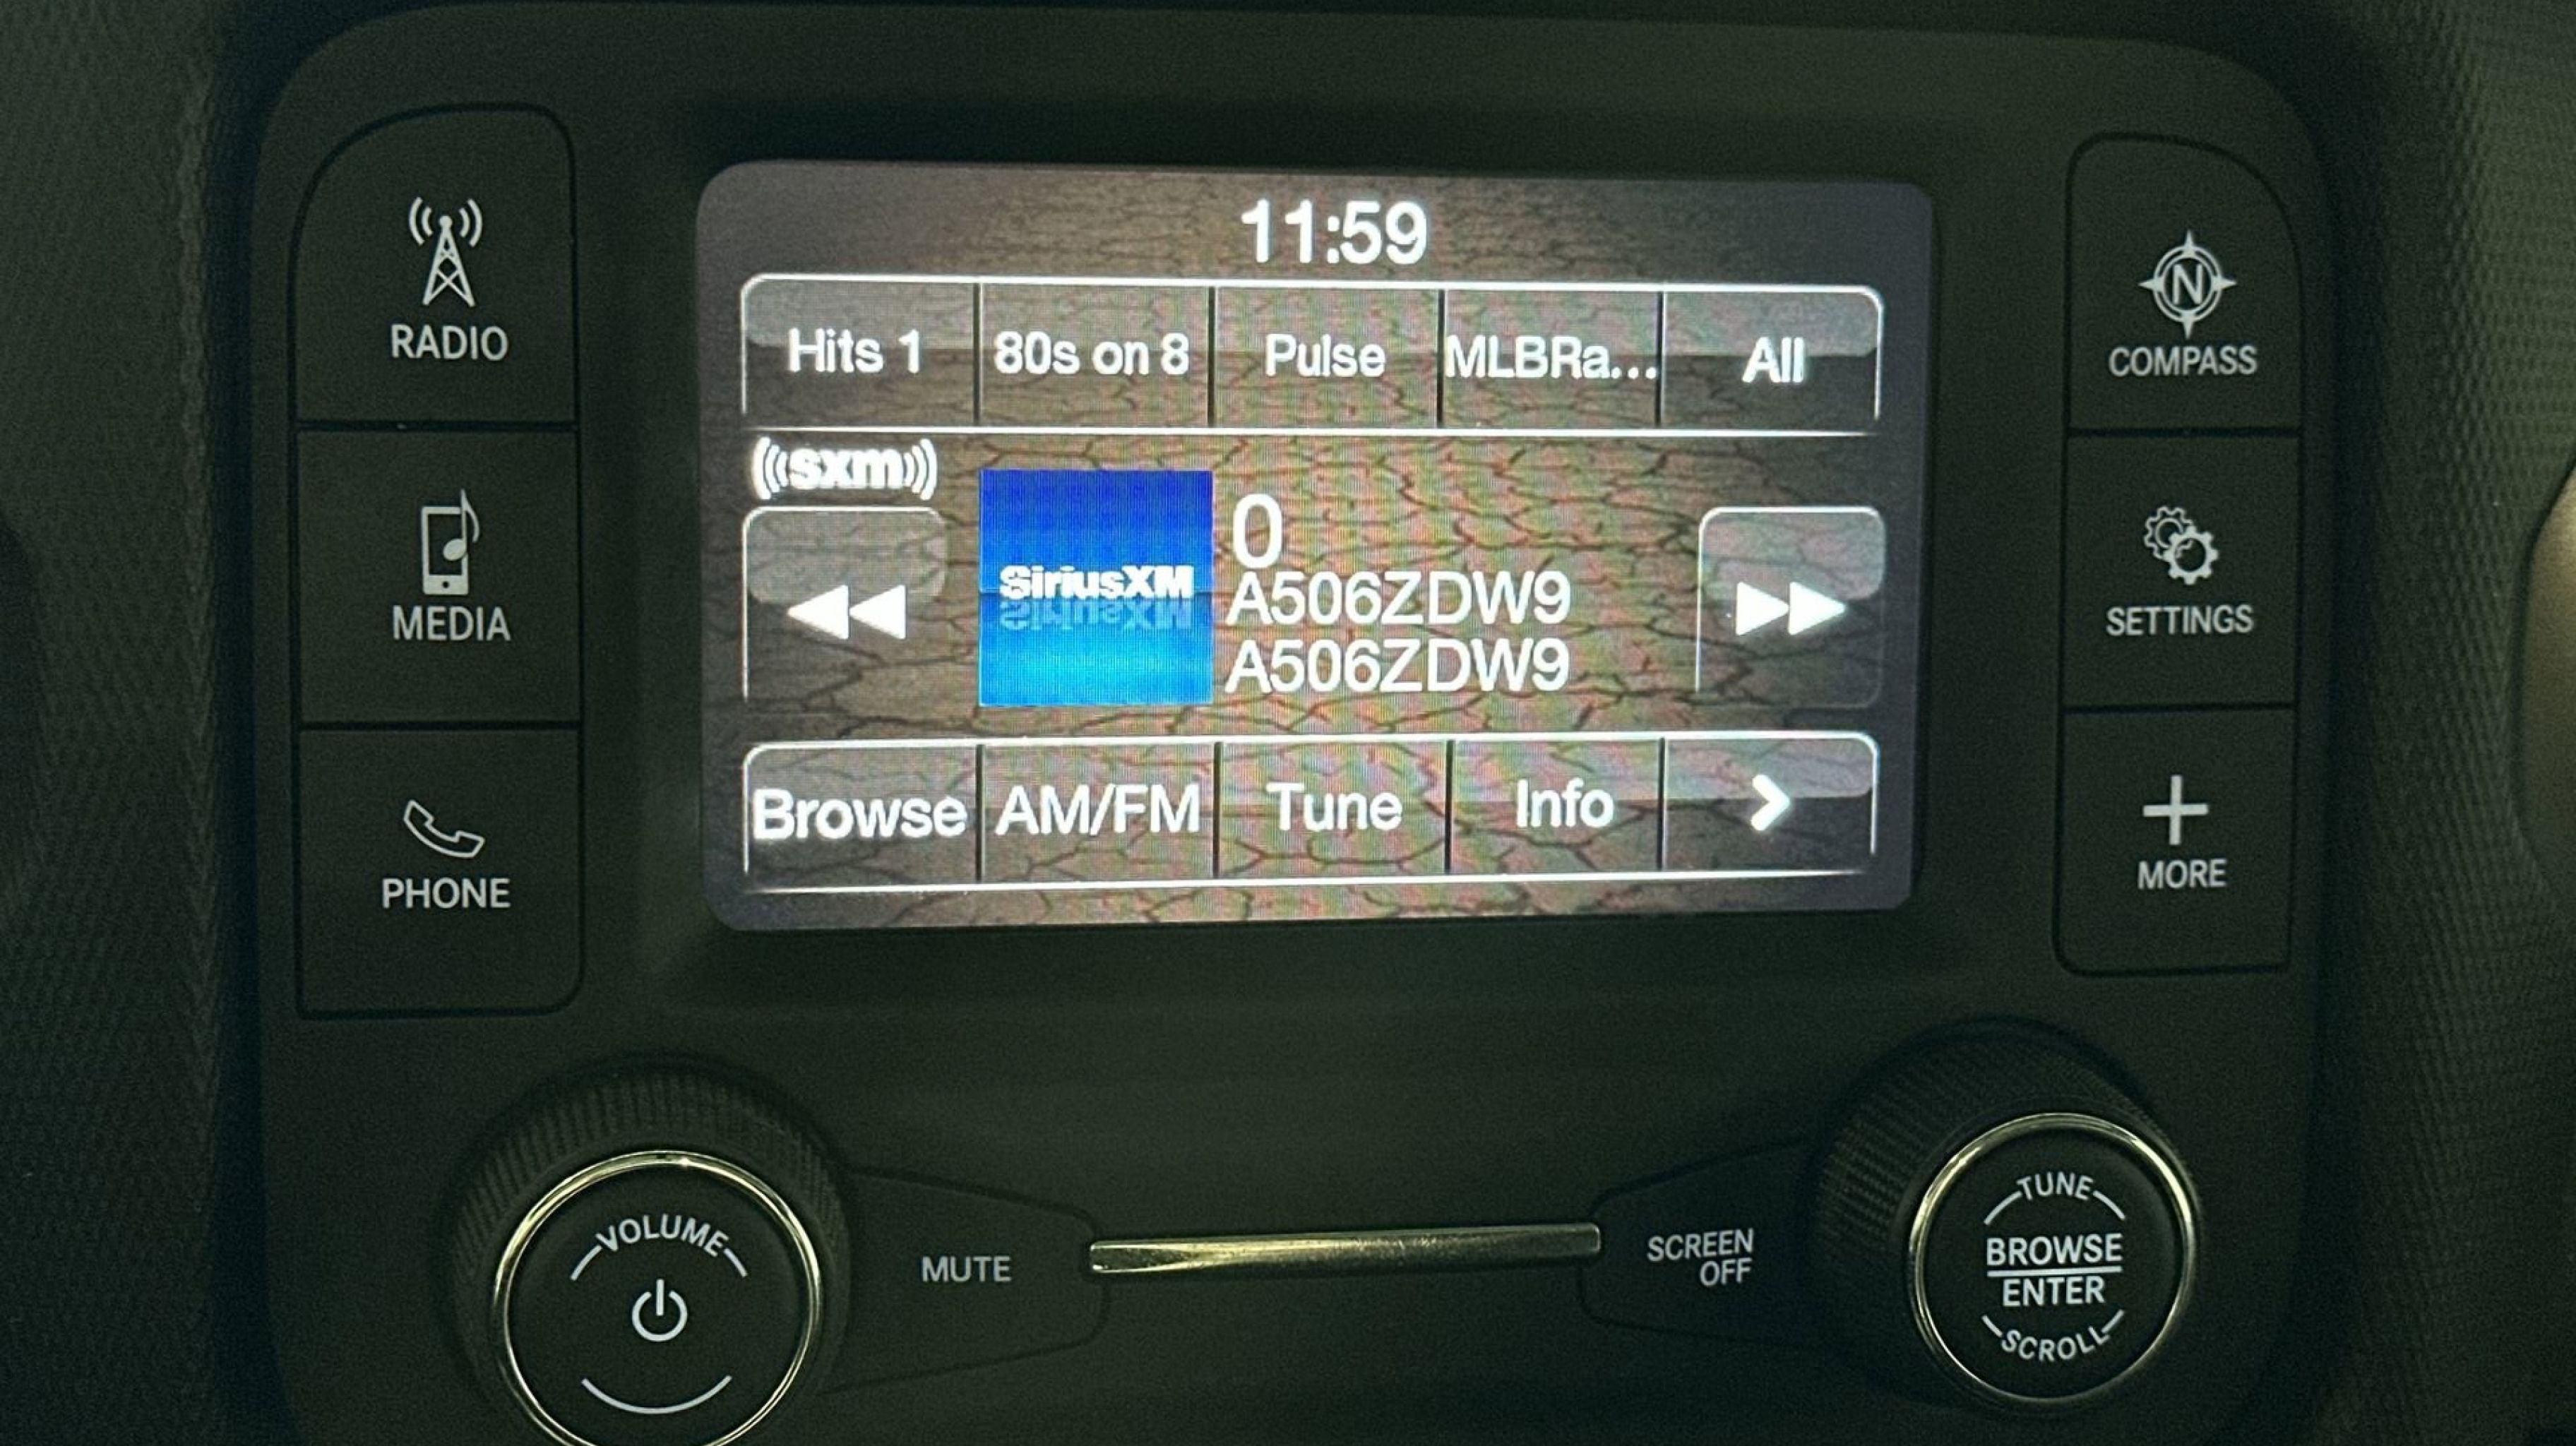 11:59
Hits 1
80s on 8
Pulse
MLBRa...
All
((sxm))
SiriusXM
0
A506ZDW9
A506ZDW9
Browse
AM/FM
Tune
Info
RADIO
MEDIA
PHONE
N
COMPASS
SETTINGS
MORE
VOLUME
MUTE
SCREEN
OFF
TUNE
BROWSE
ENTER
SCROLL